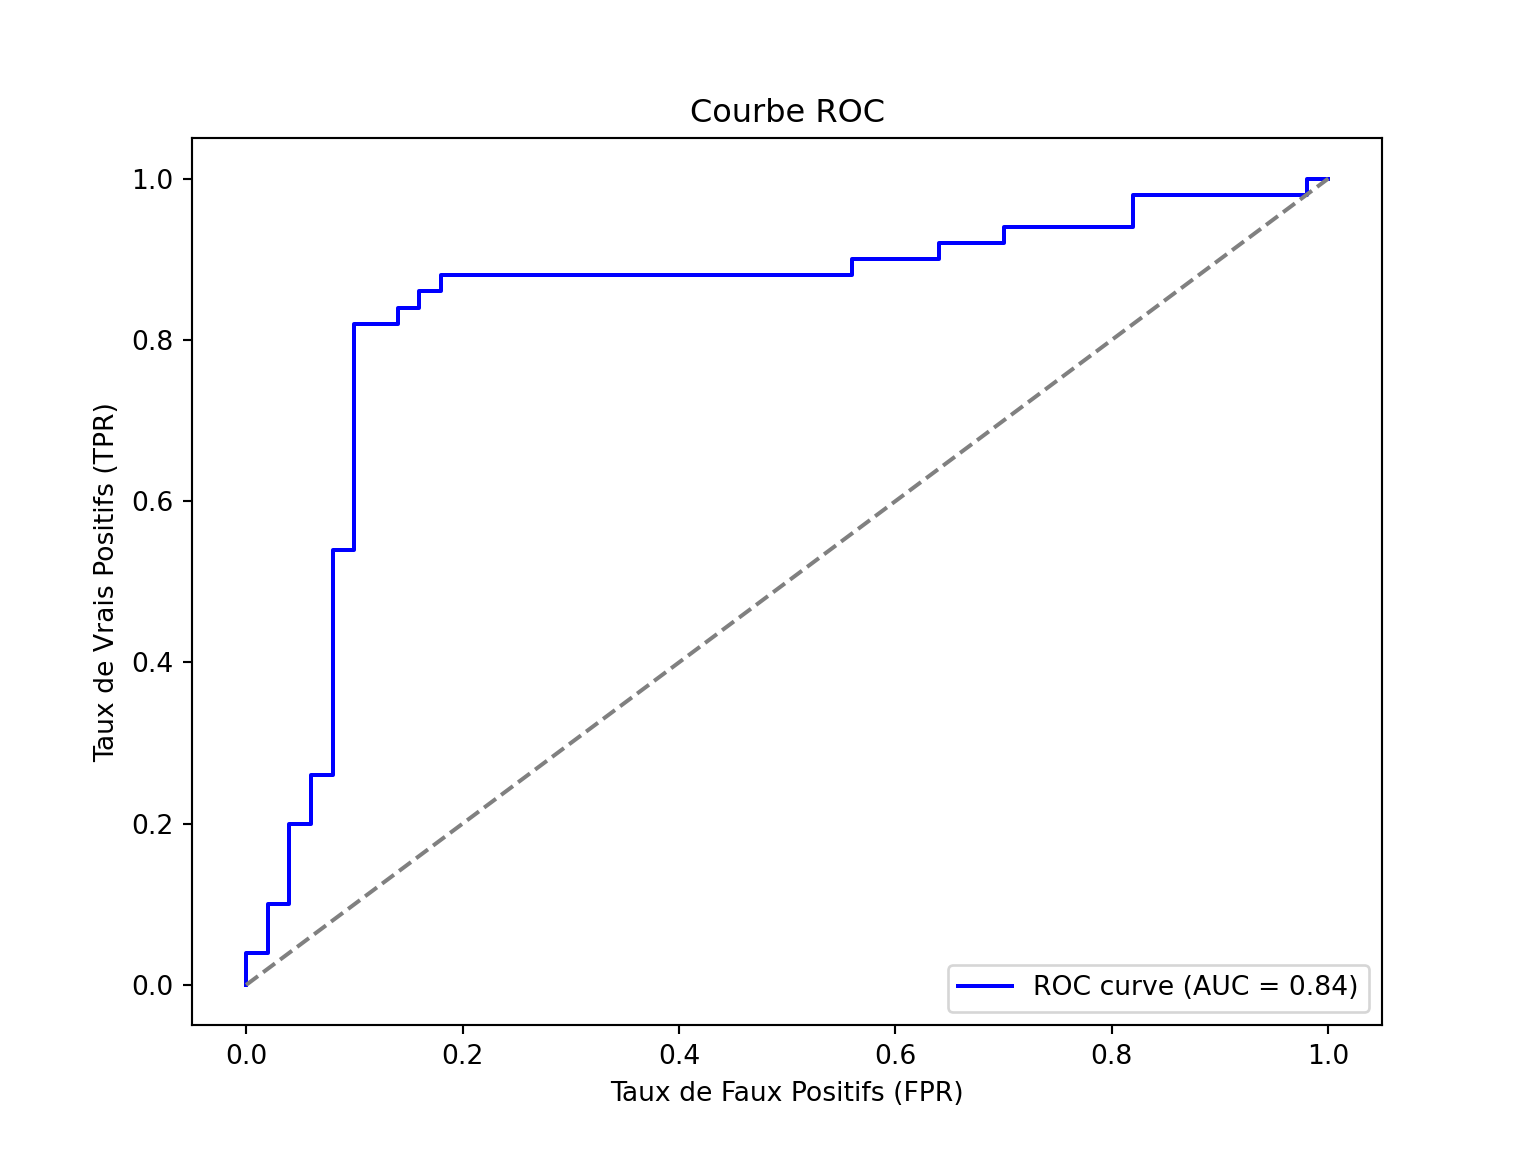 Courbe ROC
1.0
0.8
0.6
0.4
0.2
0.0
Taux de Vrais Positifs (TPR)
ROC curve (AUC = 0.84)
0.0 0.2 0.4 0.6 0.8 1.0
Taux de Faux Positifs (FPR)